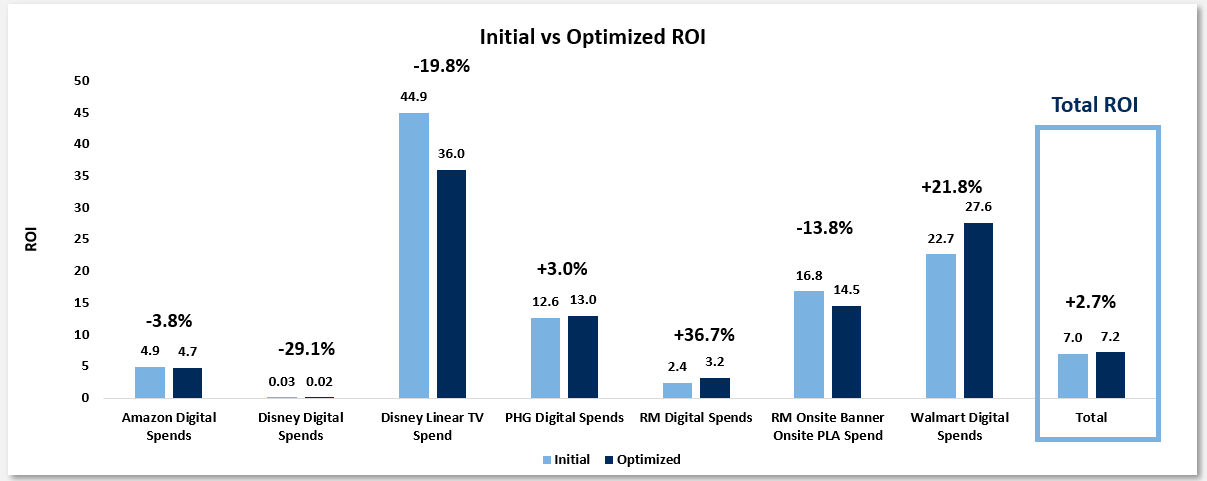 Initial vs Optimized ROI
-19.8%
50
44.9
Total ROI
45
40
36.0
35
+21.8%
30
27.6
ROI
25
-13.8%
22.7
20
+3.0%
16.8
14.5
15
12.6
13.0
+2.7%
10
-3.8%
+36.7%
7.0
7.2
-29.1%
4.9
4.7
2.4
3.2
5
0.03
0.02
0
Amazon Digital
Spends
Disney Digital
Spends
Disney Linear TV
Spend
PHG Digital Spends
RM Digital Spends
RM Onsite Banner
Onsite PLA Spend
Walmart Digital
Spends
Total
Initial
Optimized